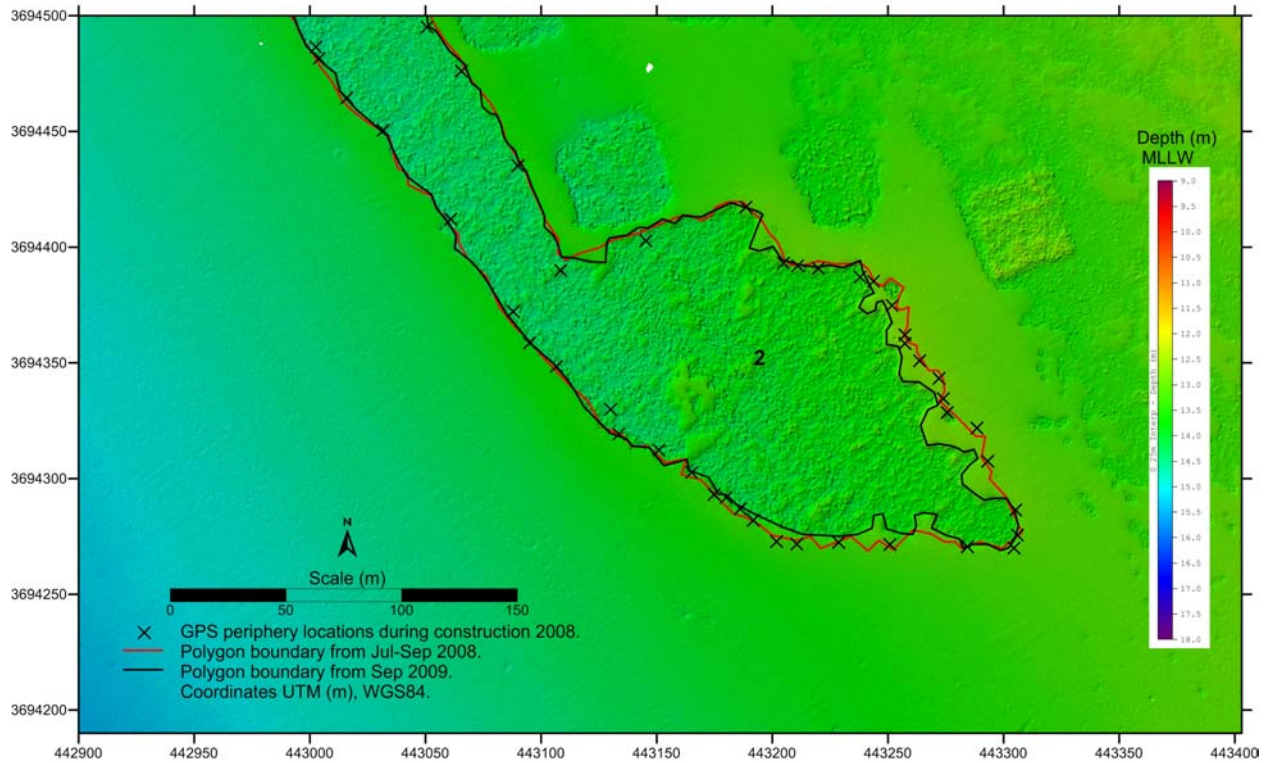 3694500
3694450
3694400
3694350
3694300
3694250
3694200
Depth (m)
MLLW
9.0
9.5
10.0
10.5
11.0
11.5
12.0
12.5
13.0
13.5
14.0
14.5
15.0
15.5
16.0
16.5
17.0
17.5
18.0
0.25m Interp - Depth (m)
2
N
Scale (m)
0 50 100 150
GPS periphery locations during construction 2008.
Polygon boundary from Jul-Sep 2008.
Polygon boundary from Sep 2009.
Coordinates UTM (m), WGS84.
442900 442950 443000 443050 443100 443150 443200 443250 443300 443350 443400